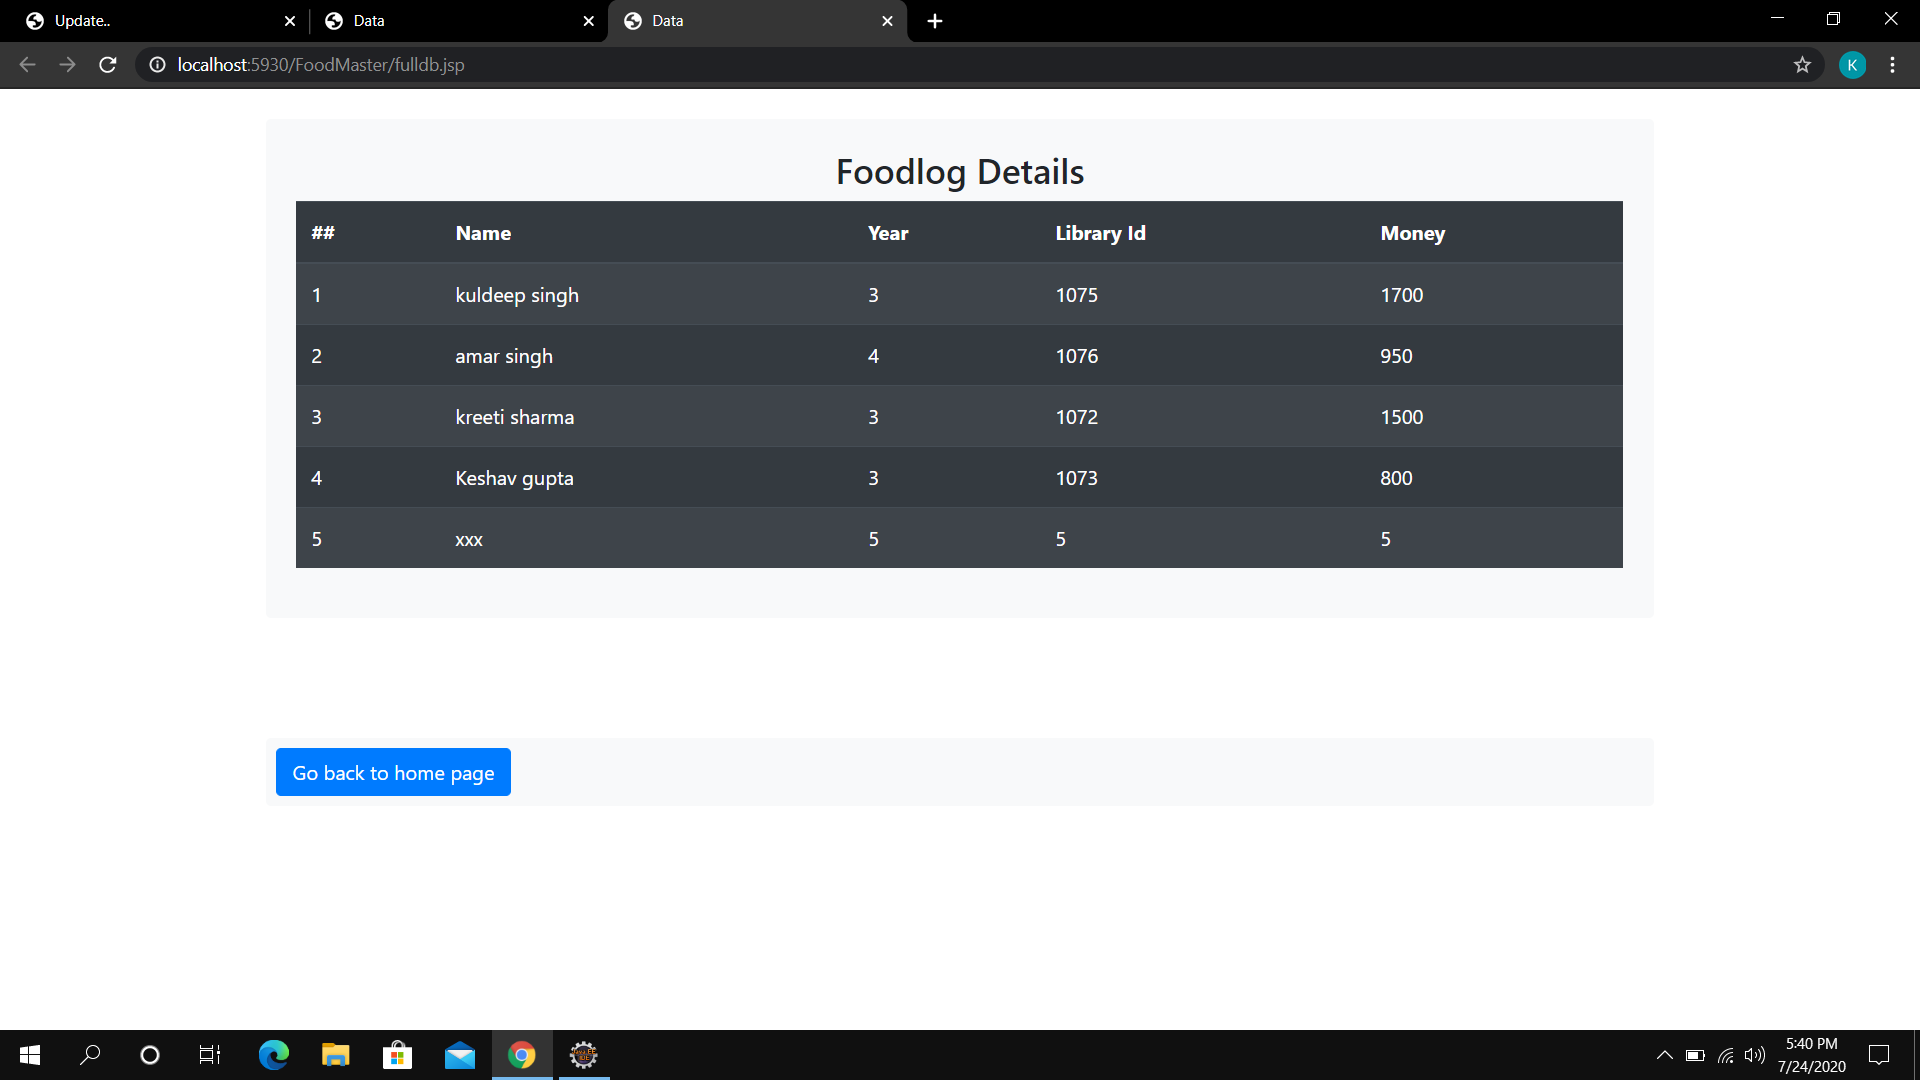 Update..
Data
Data
localhost:5930/FoodMaster/fulldb.jsp
K
Foodlog Details
## Name Year Library Id Money
1 kuldeep singh 3 1075 1700
2 amar singh 4 1076 950
3 kreeti sharma 3 1072 1500
4 Keshav gupta 3 1073 800
5 xxx 5 5 5
Go back to home page
5:40 PM
7/24/2020